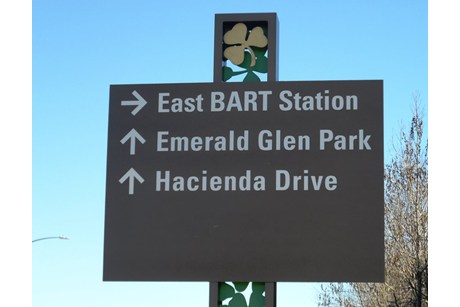 → East BART Station
↑ Emerald Glen Park
↑ Hacienda Drive